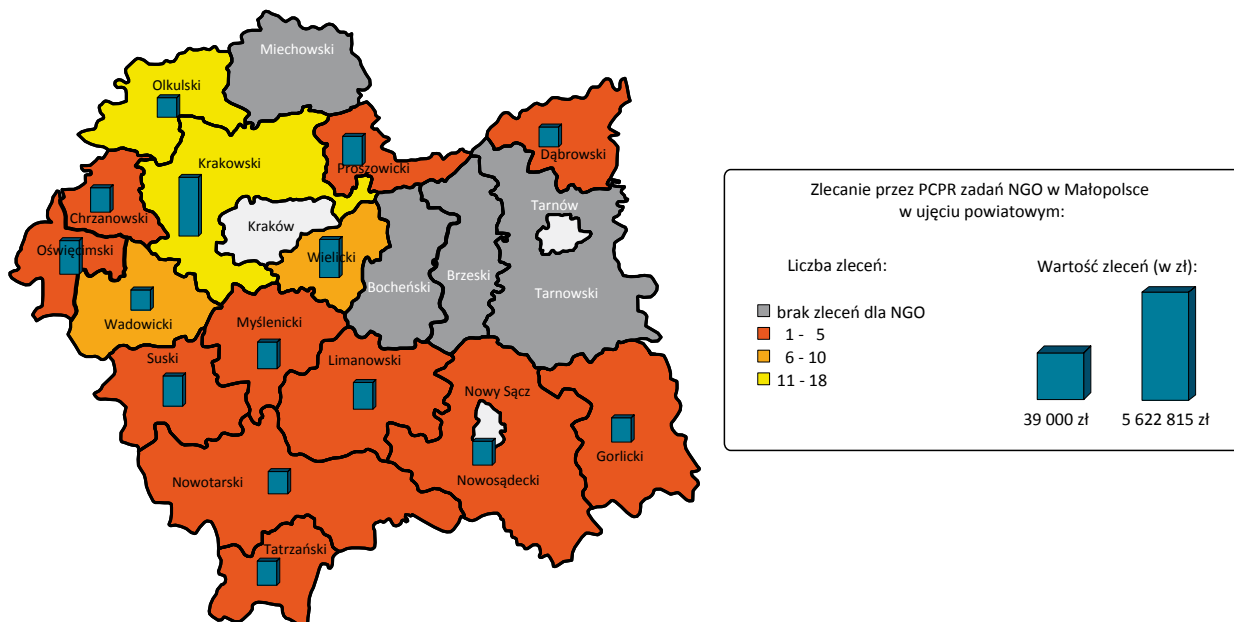 Miechowski
Olkulski
Krakowski
Proszowicki
Dąbrowski
Chrzanowski
Kraków
Tarnów
Oświęcimski
Wielicki
Bocheński
Brzeski
Tarnowski
Wadowicki
Myślenicki
Suski
Limanowski
Nowy Sącz
Gorlicki
Nowotarski
Nowosądecki
Tatrzański
Zlecanie przez PCPR zadań NGO w Małopolsce
w ujęciu powiatowym:
Liczba zleceń:
brak zleceń dla NGO
1 - 5
6 - 10
11 - 18
Wartość zleceń (w zł):
39 000 zł
5 622 815 zł